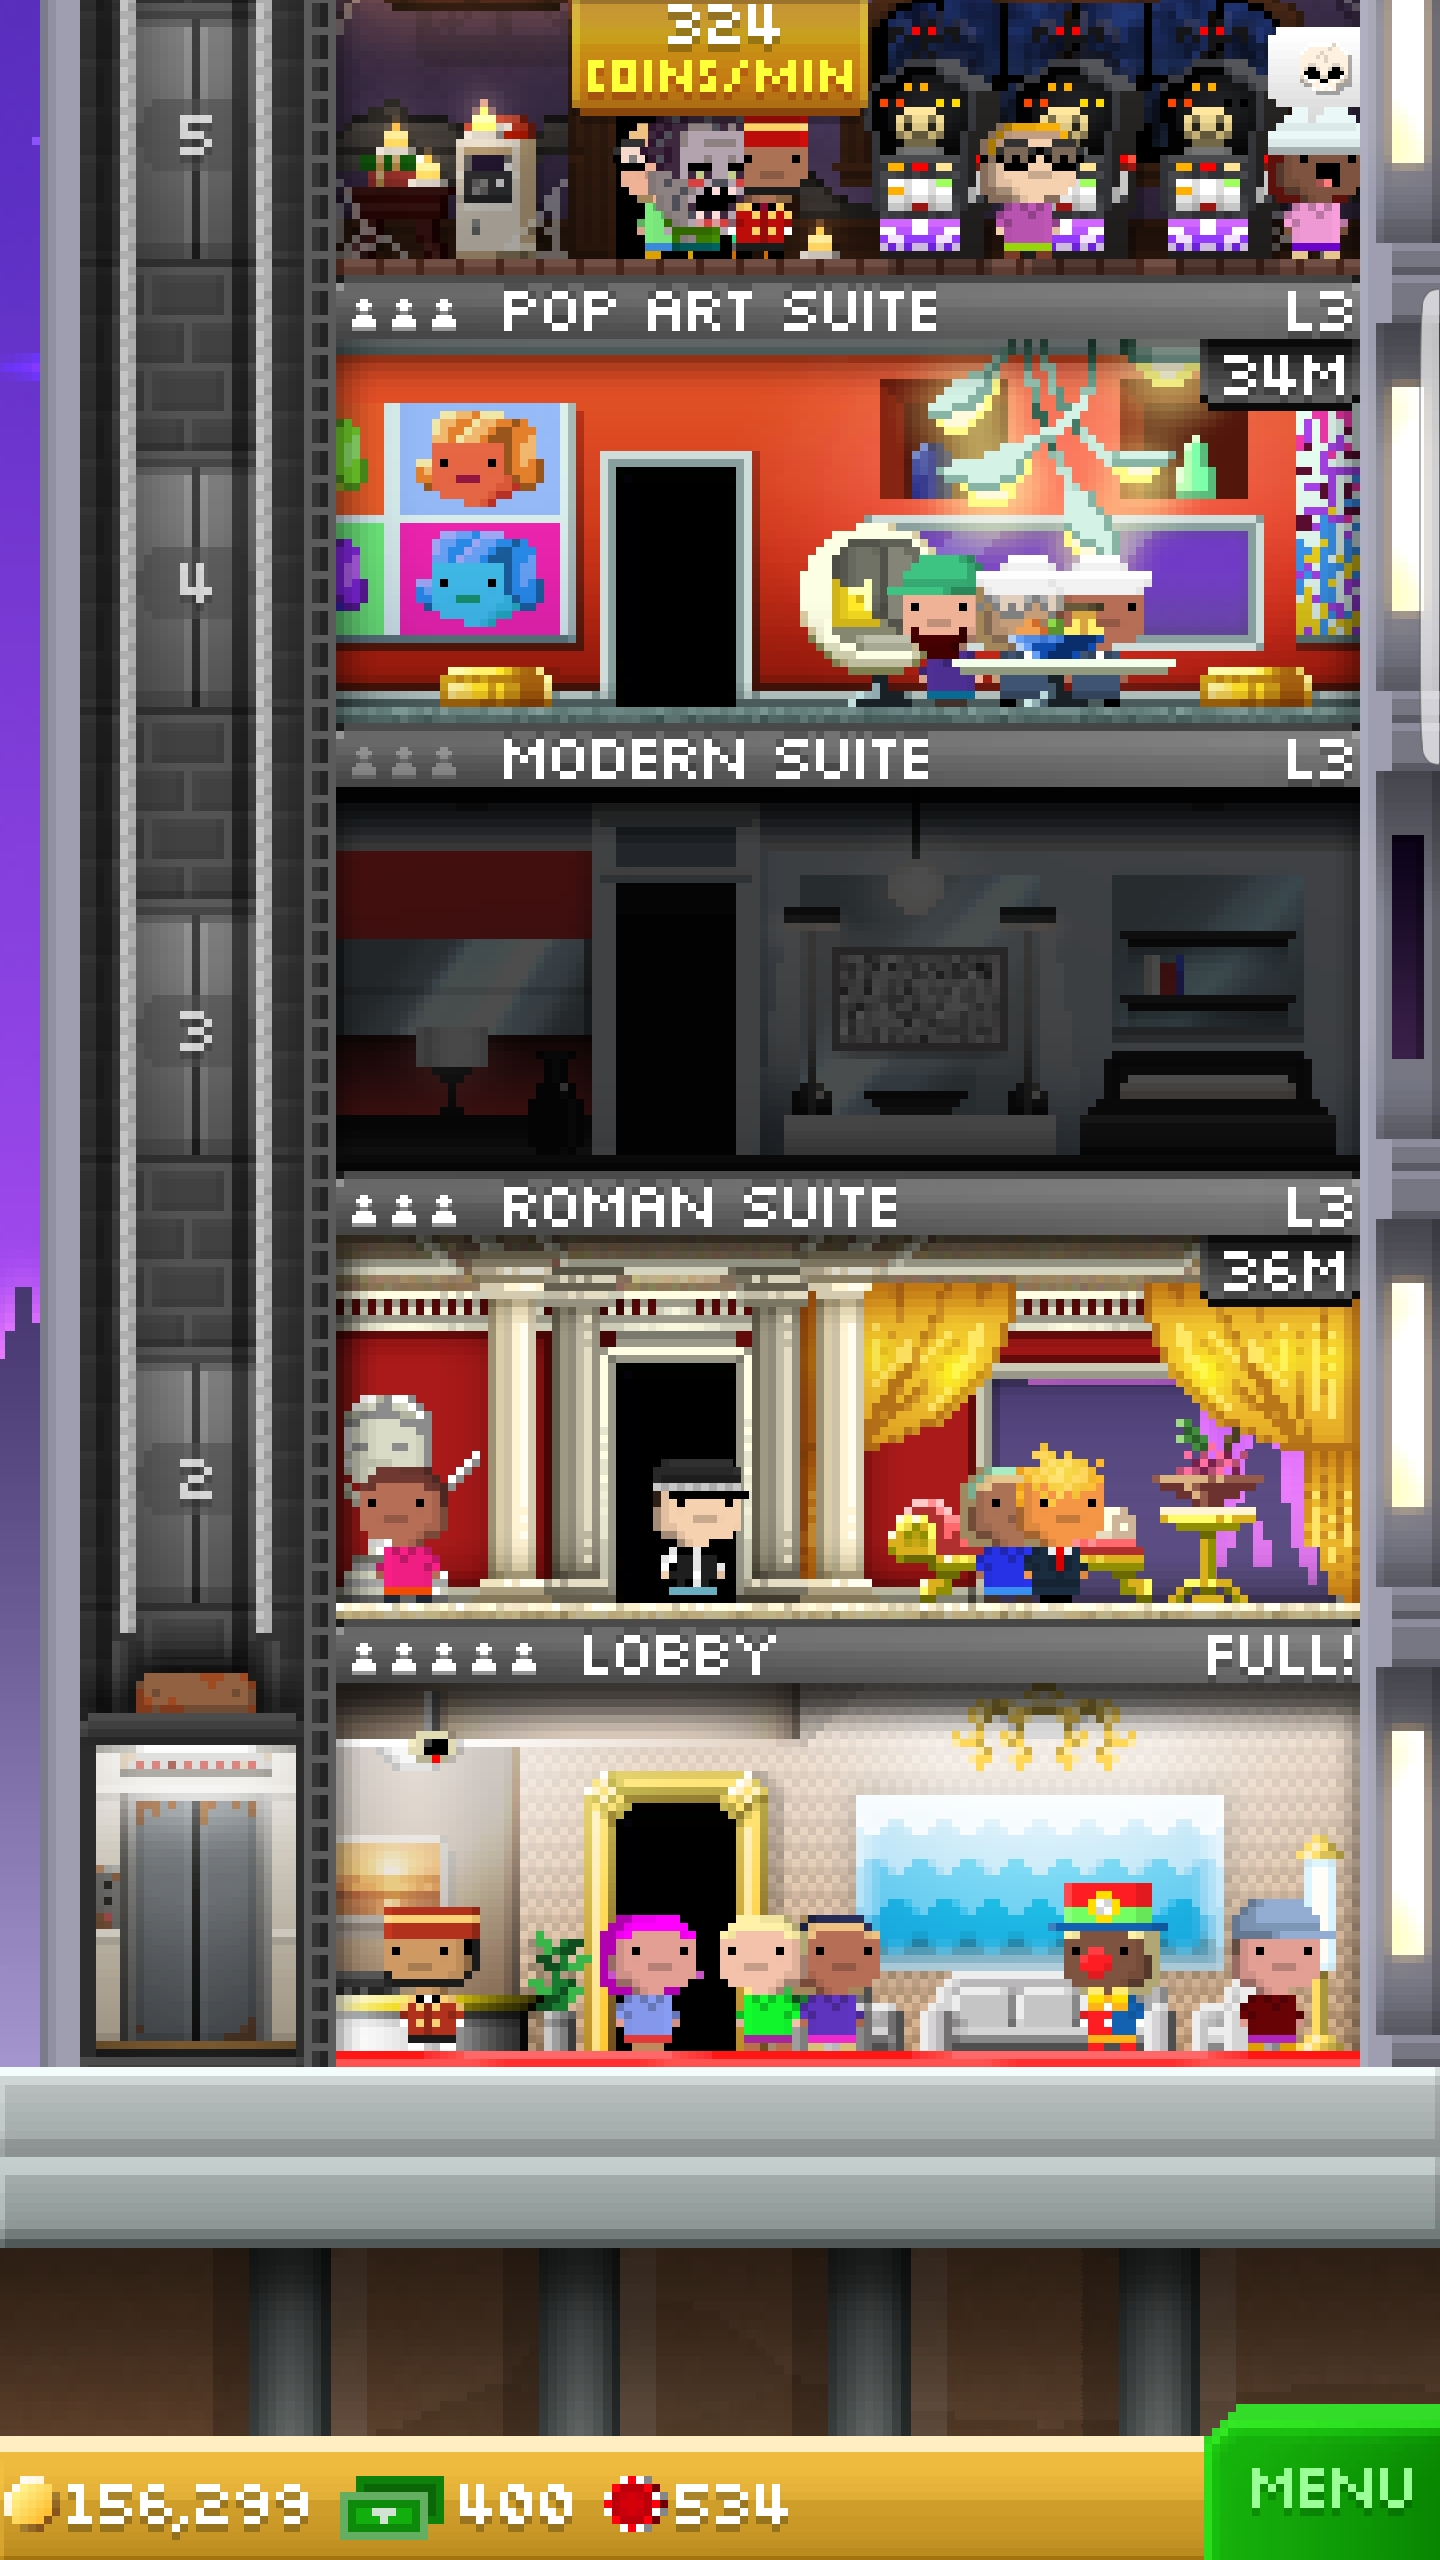 324
COINS/MIN
5
POP ART SUITE L3
34M
4
MODERN SUITE L3
3
ROMAN SUITE L3
36M
2
LOBBY FULL!
156,299 400 534
MENU